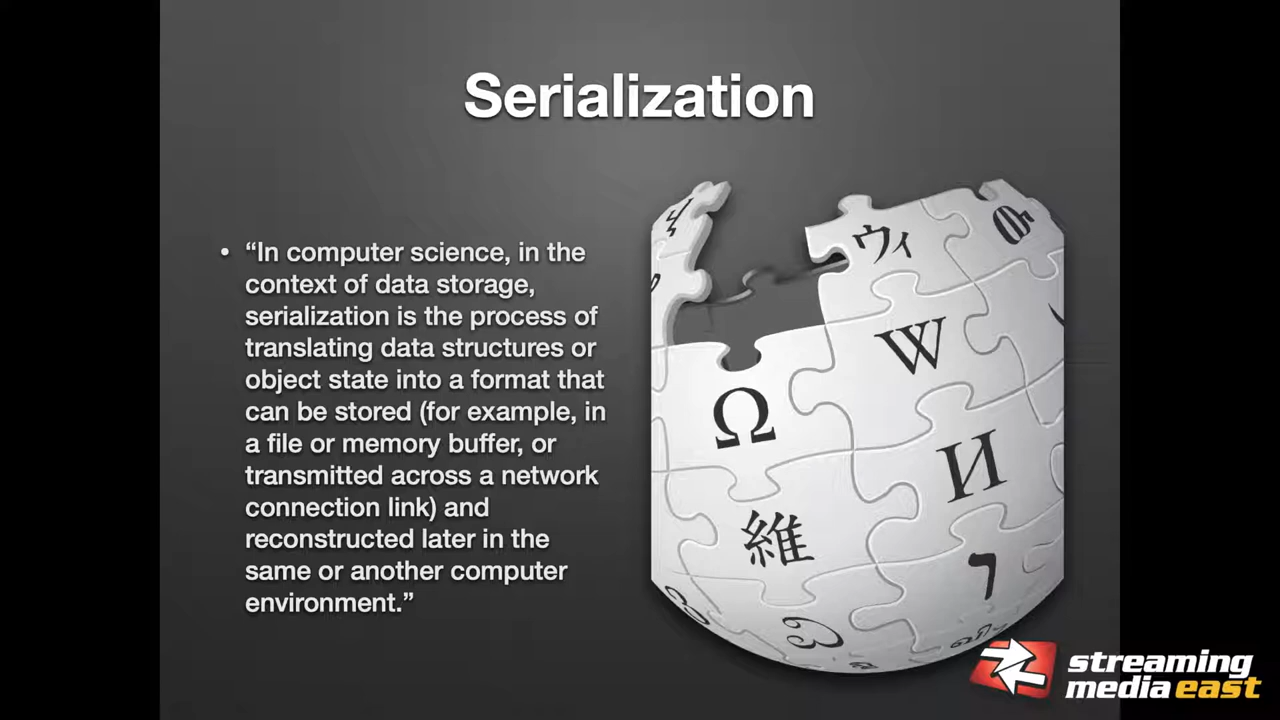 Serialization
• “In computer science, in the
context of data storage,
serialization is the process of
translating data structures or
object state into a format that
can be stored (for example, in
a file or memory buffer, or
transmitted across a network
connection link) and
reconstructed later in the
same or another computer
environment.”
ウィ
W
Ω
И
維
streaming
media east